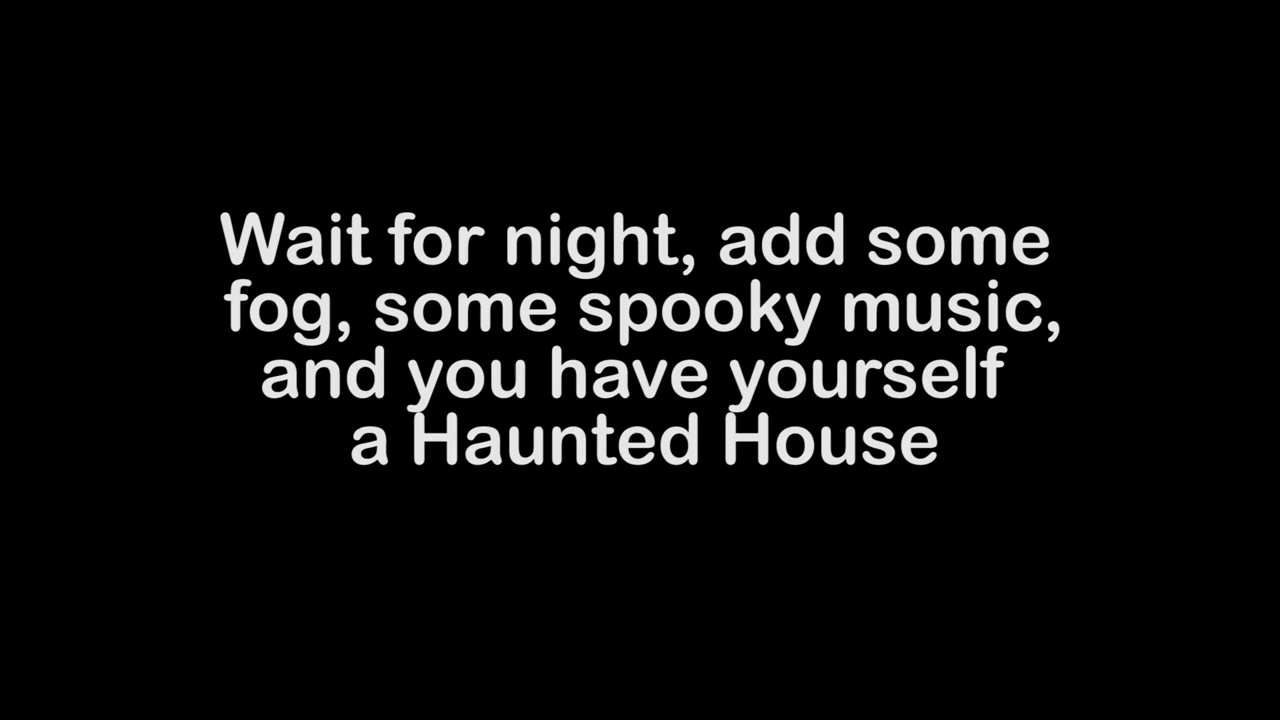 Wait for night, add some
fog, some spooky music,
and you have yourself
a Haunted House